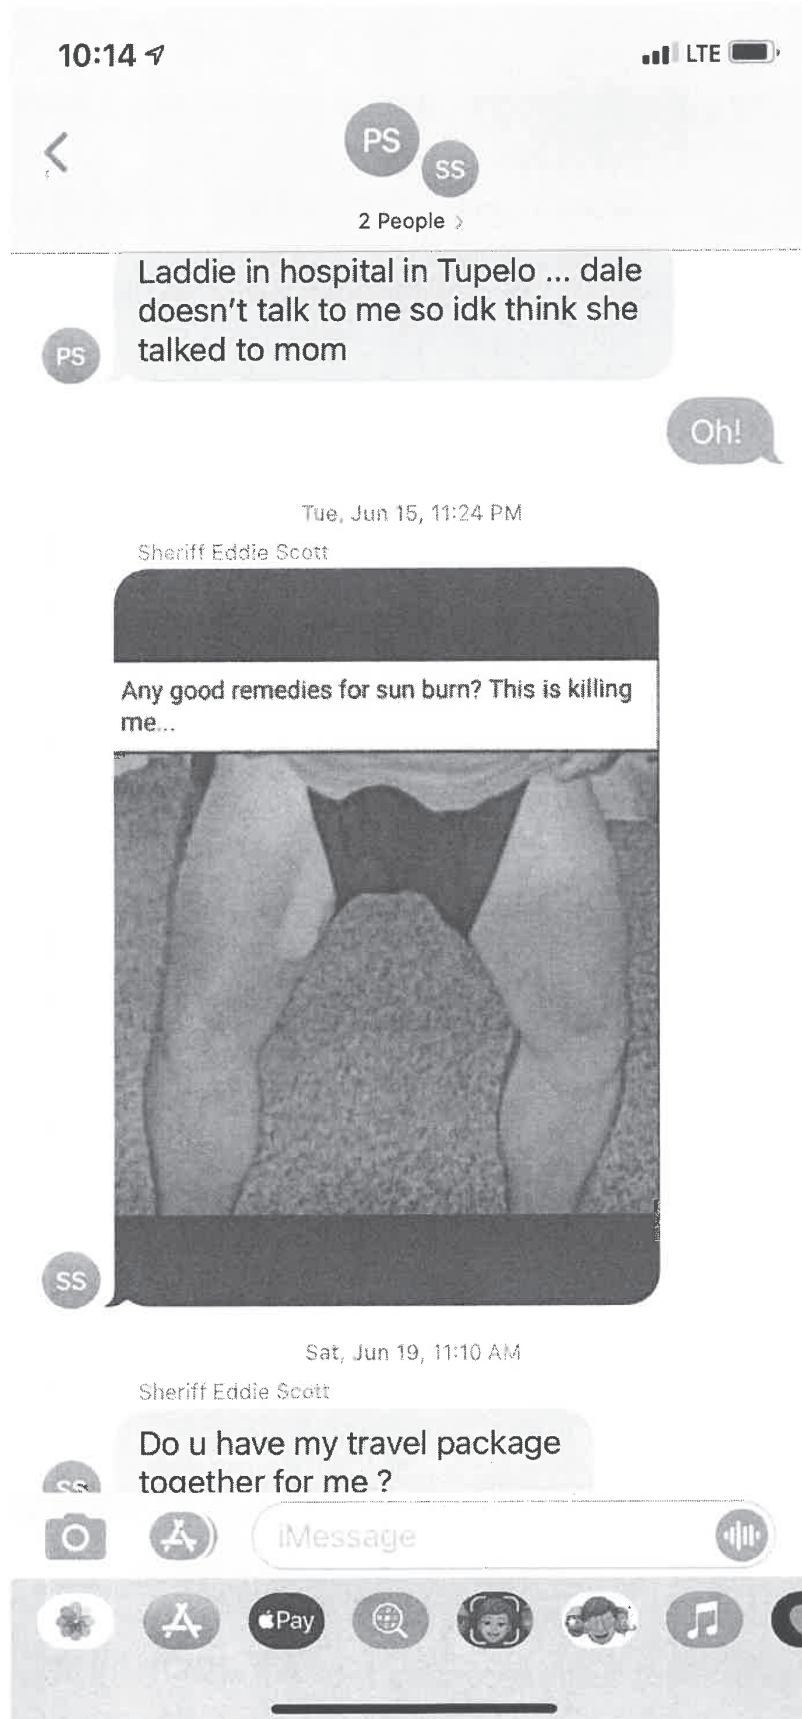 10:14
LTE
PS
SS
2 People
Laddie in hospital in Tupelo ... dale
doesn't talk to me so idk think she
talked to mom
PS
Oh!
Tue, Jun 15, 11:24 PM
Sheriff Eddie Scott
Any good remedies for sun burn? This is killing
me...
SS
Sat, Jun 19, 11:10 AM
Sheriff Eddie Scott
Do u have my travel package
together for me ?
SS
iMessage
Pay